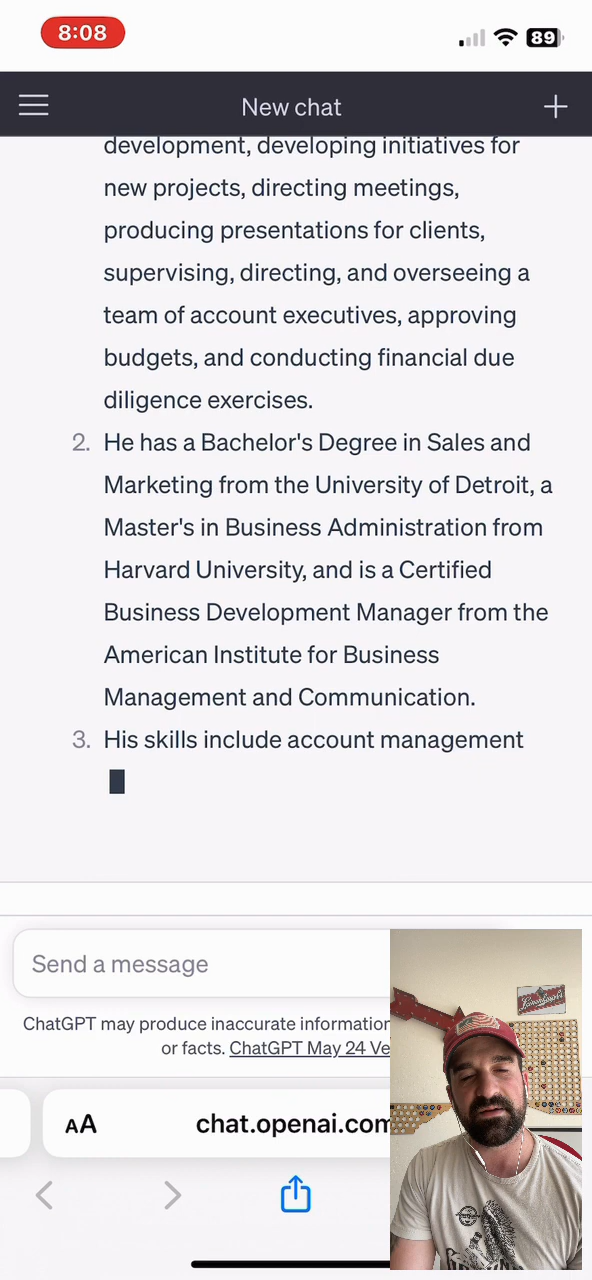 8:08
89
New chat
development, developing initiatives for
new projects, directing meetings,
producing presentations for clients,
supervising, directing, and overseeing a
team of account executives, approving
budgets, and conducting financial due
diligence exercises.
2. He has a Bachelor's Degree in Sales and
Marketing from the University of Detroit, a
Master's in Business Administration from
Harvard University, and is a Certified
Business Development Manager from the
American Institute for Business
Management and Communication.
3. His skills include account management
Send a message
ChatGPT may produce inaccurate information
or facts. ChatGPT May 24 Ve
AA
chat.openai.com
Leinenkugel's